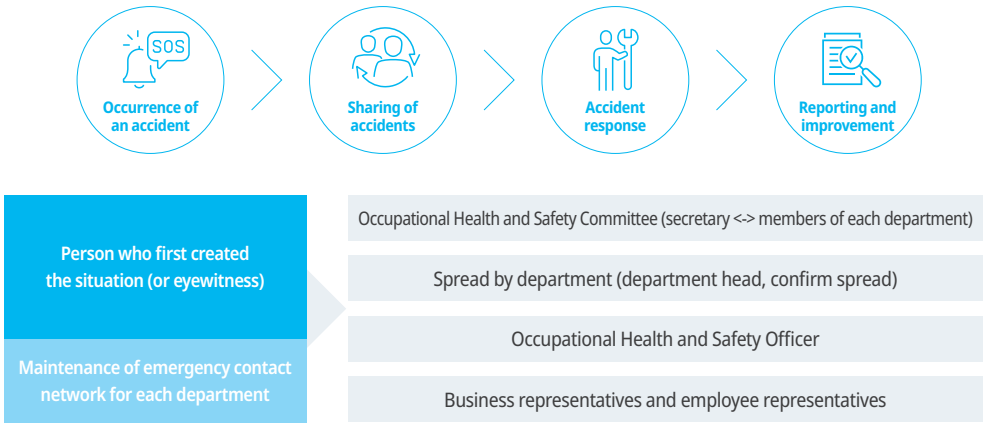 SOS
Occurrence of
an accident
Sharing of
accidents
Accident
response
Reporting and
improvement
Person who first created
the situation (or eyewitness)
Maintenance of emergency contact
network for each department
Occupational Health and Safety Committee (secretary <-> members of each department)
Spread by department (department head, confirm spread)
Occupational Health and Safety Officer
Business representatives and employee representatives